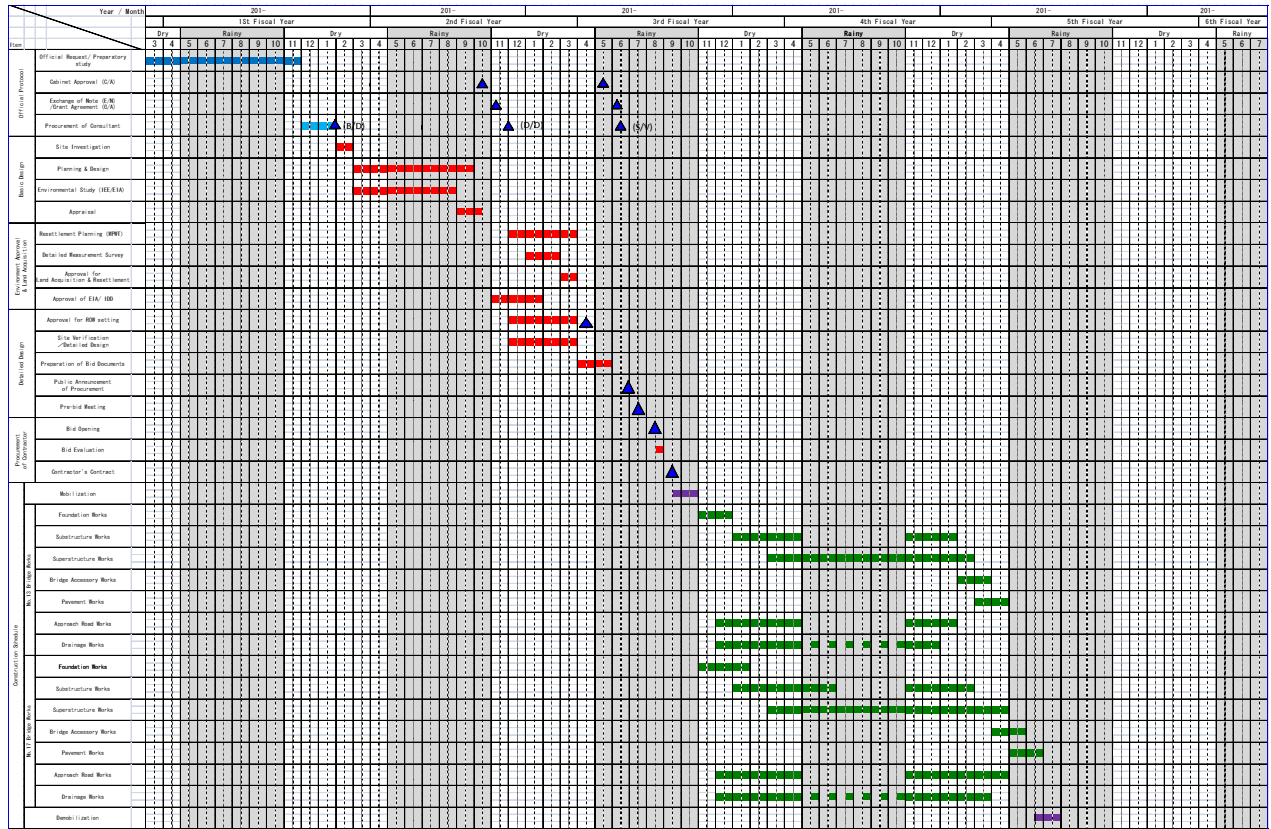 Year / Month
201-
201-
201-
201-
201-
201-
1St Fiscal Year
2nd Fiscal Year
3rd Fiscal Year
4th Fiscal Year
5th Fiscal Year
6th Fiscal Year
Dry
Rainy
Dry
Rainy
Dry
Rainy
Dry
Rainy
Dry
Rainy
Dry
Rainy
Item
3 4 5 6 7 8 9 10 11 12 1 2 3 4 5 6 7 8 9 10 11 12 1 2 3 4 5 6 7 8 9 10 11 12 1 2 3 4 5 6 7 8 9 10 11 12 1 2 3 4 5 6 7 8 9 10 11 12 1 2 3 4 5 6 7
Official Protocol
Official Request/ Preparatory
study
Cabinet Approval (C/A)
Exchange of Note (E/N)
/Grant Agreement (G/A)
Procurement of Consultant
(B/D)
(D/D)
(S/V)
Basic Design
Site Investigation
Planning & Design
Environmental Study (IEE/EIA)
Appraisal
Environment Approval
& Land Acquisition
Resettlement Planning (MPWT)
Detailed Measurement Survey
Approval for
Land Acquisition & Resettlement
Approval of EIA/ IDD
Detailed Design
Approval for ROW setting
Site Verification
/Detailed Design
Preparation of Bid Documents
Public Announcement
of Procurement
Pre-bid Meeting
Procurement
of Contractor
Bid Opening
Bid Evaluation
Contractor's Contract
Construction Schedule
Mobilization
No.13 Bridge Works
Foundation Works
Substructure Works
Superstructure Works
Bridge Accessory Works
Pavement Works
Approach Road Works
Drainage Works
No.17 Bridge Works
Foundation Works
Substructure Works
Superstructure Works
Bridge Accessory Works
Pavement Works
Approach Road Works
Drainage Works
Demobilization